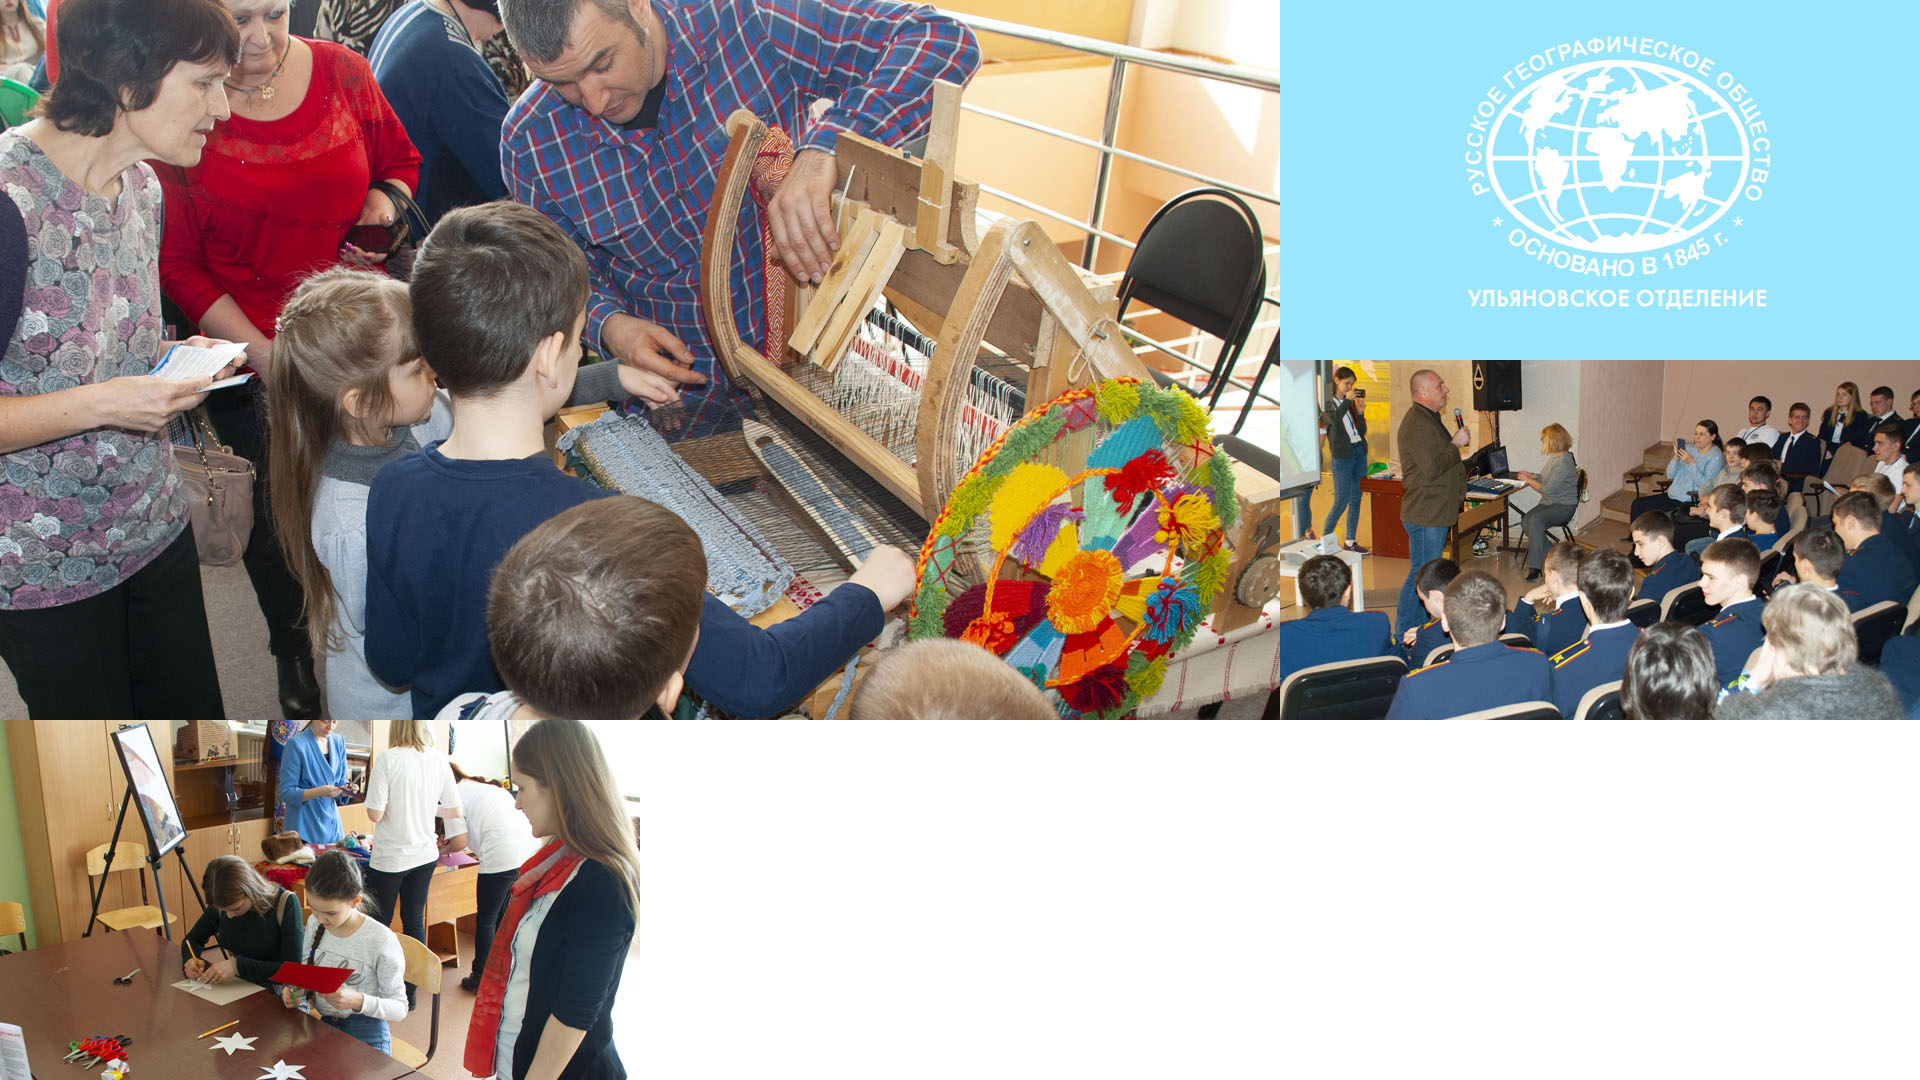 РУССКОЕ ГЕОГРАФИЧЕСКОЕ ОБЩЕСТВО
* ОСНОВАНО В 1845 г. *
УЛЬЯНОВСКОЕ ОТДЕЛЕНИЕ